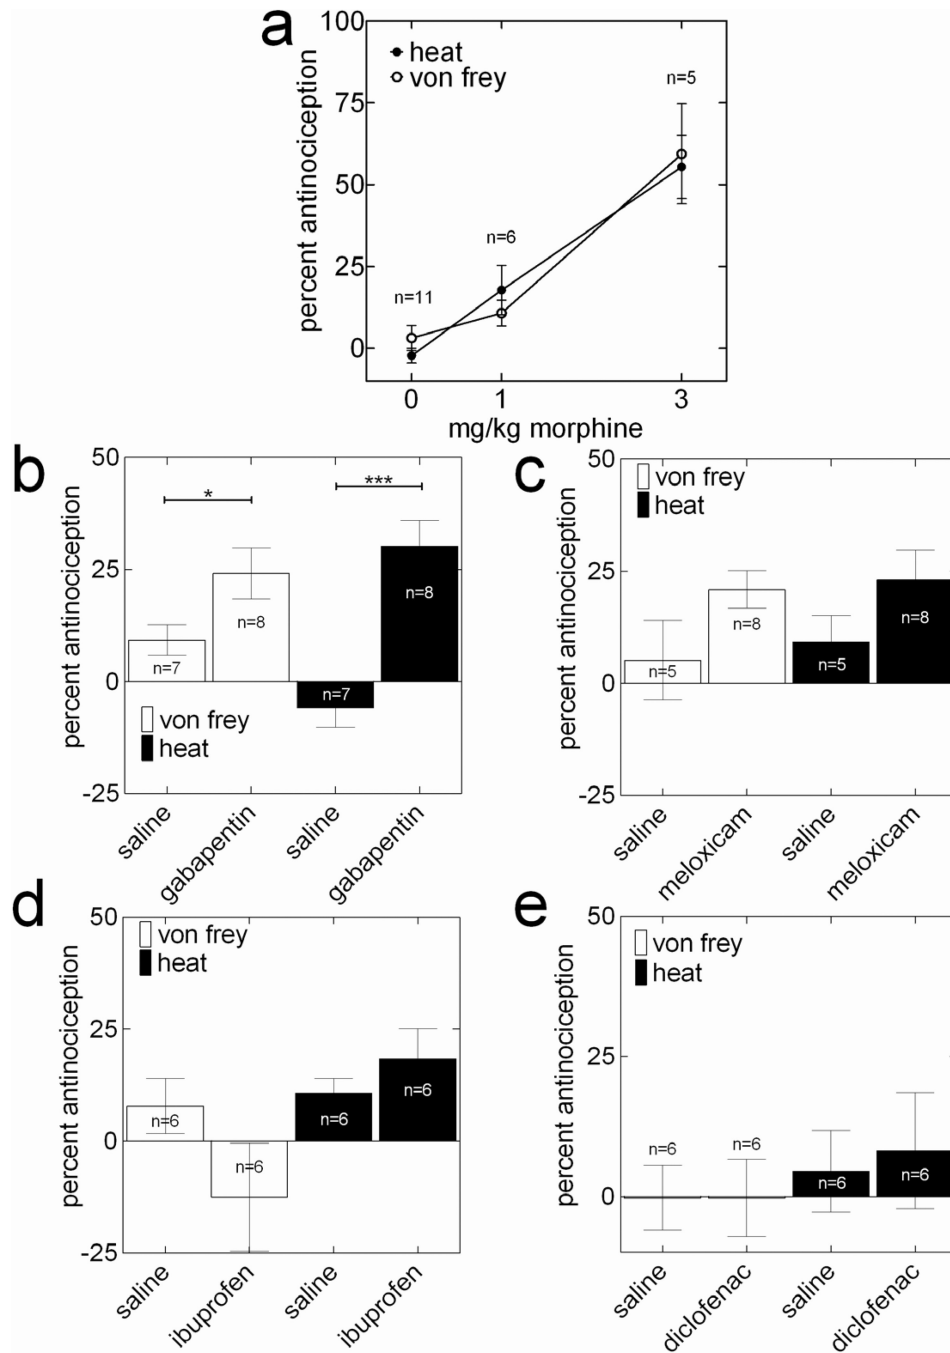 a
percent antinociception
100
75
50
25
0
heat
von frey
n=11
n=6
n=5
0 1 3
mg/kg morphine
b
percent antinociception
50
25
0
-25
*
***
n=7
n=8
n=7
n=8
von frey
heat
saline
gabapentin
saline
gabapentin
c
percent antinociception
50
25
0
-25
von frey
heat
n=5
n=8
n=5
n=8
saline
meloxicam
saline
meloxicam
d
percent antinociception
50
25
0
-25
von frey
heat
n=6
n=6
n=6
n=6
saline
ibuprofen
saline
ibuprofen
e
percent antinociception
50
25
0
von frey
heat
n=6
n=6
n=6
n=6
saline
diclofenac
saline
diclofenac